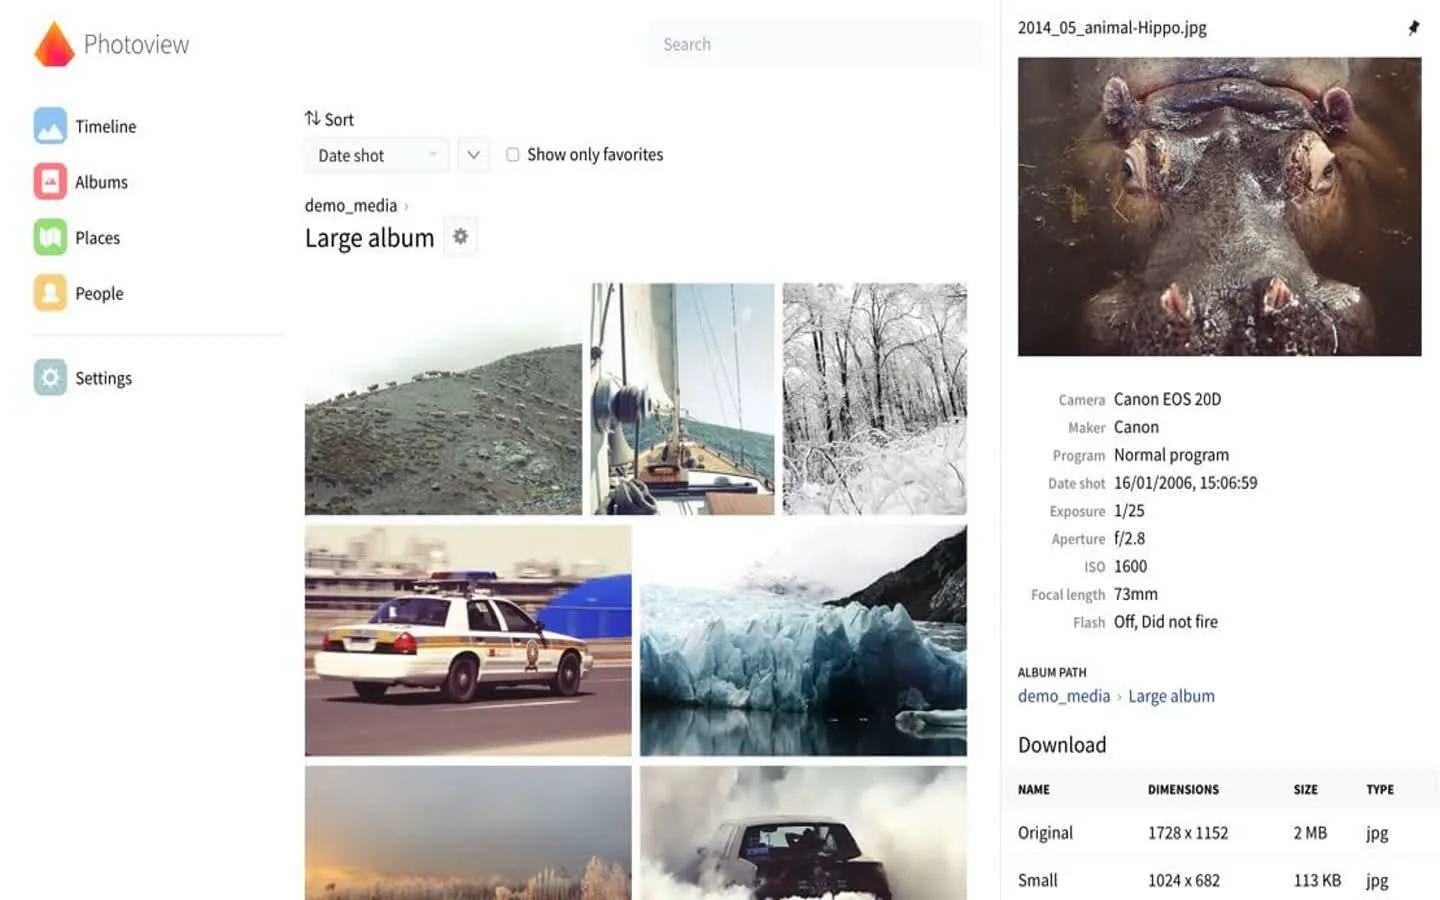 Photoview
Search
Timeline
Albums
Places
People
Settings
Sort
Date shot
Show only favorites
demo_media ›
Large album
2014_05_animal-Hippo.jpg
Camera Canon EOS 20D
Maker Canon
Program Normal program
Date shot 16/01/2006, 15:06:59
Exposure 1/25
Aperture f/2.8
ISO 1600
Focal length 73mm
Flash Off, Did not fire
ALBUM PATH
demo_media › Large album
Download
NAME DIMENSIONS SIZE TYPE
Original 1728 x 1152 2 MB jpg
Small 1024 x 682 113 KB jpg